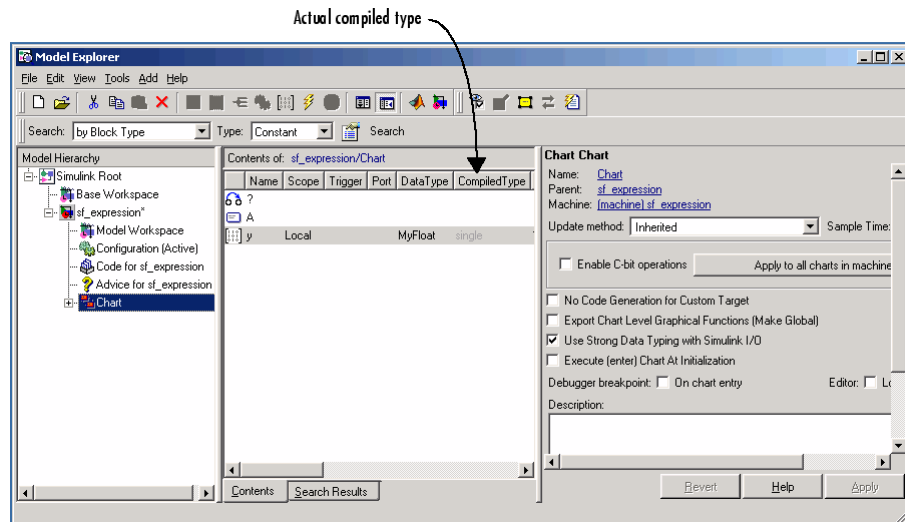 Actual compiled type
Model Explorer
File Edit View Tools Add Help
Search: by Block Type Type: Constant Search
Model Hierarchy
Simulink Root
Base Workspace
sf_expression*
Model Workspace
Configuration (Active)
Code for sf_expression
Advice for sf_expression
Chart
Contents of: sf_expression/Chart
Name Scope Trigger Port DataType CompiledType
?
A
y Local MyFloat single
Contents Search Results
Chart Chart
Name: Chart
Parent: sf_expression
Machine: (machine) sf_expression
Update method: Inherited Sample Time:
Enable C-bit operations Apply to all charts in machine
No Code Generation for Custom Target
Export Chart Level Graphical Functions (Make Global)
Use Strong Data Typing with Simulink I/O
Execute (enter) Chart At Initialization
Debugger breakpoint: On chart entry Editor:
Description:
Revert Help Apply